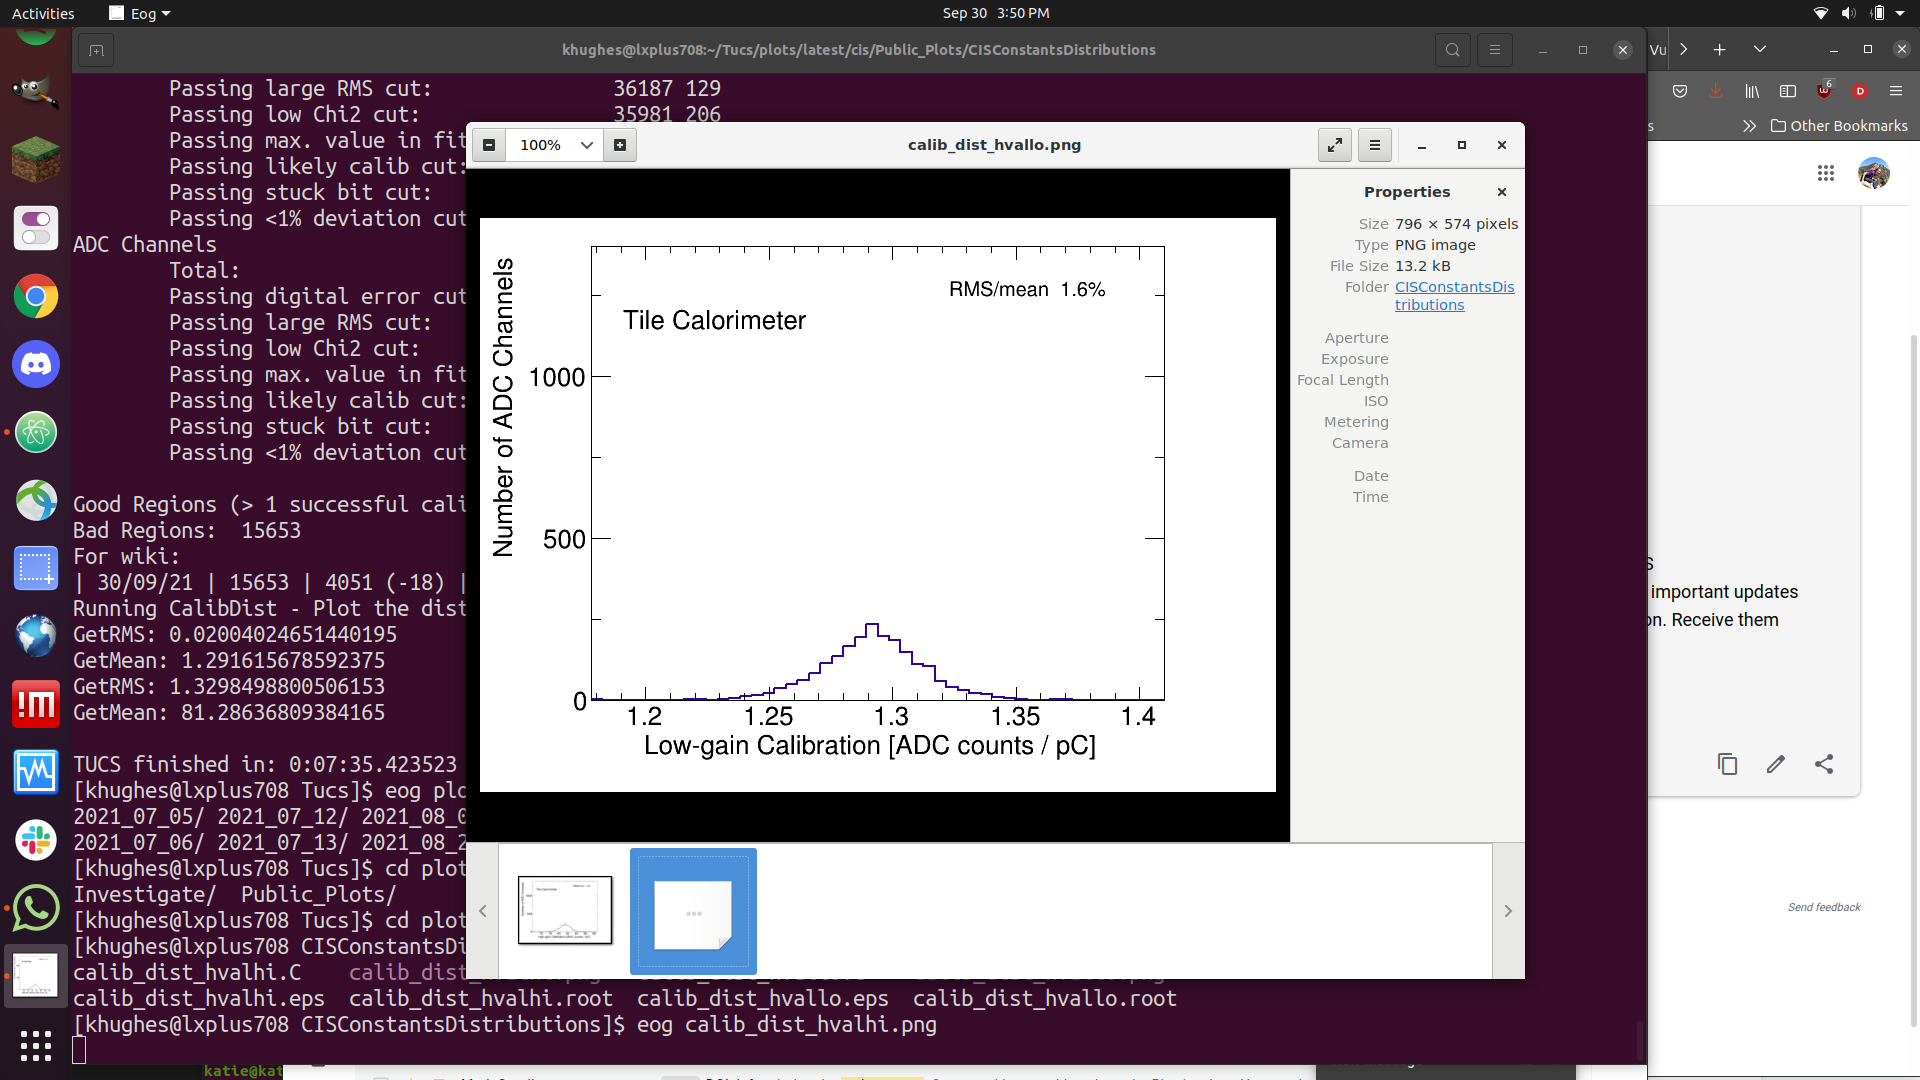 Activities
Eog
Sep 30 3:50 PM
khughes@lxplus708:~/Tucs/plots/latest/cis/Public_Plots/CISConstantsDistributions
Vu
6
D
Other Bookmarks
Passing large RMS cut: 36187 129
Passing low Chi2 cut: 35981 206
Passing max. value in fit
Passing likely calib cut:
Passing stuck bit cut:
Passing <1% deviation cut
ADC Channels
Total:
Passing digital error cut
Passing large RMS cut:
Passing low Chi2 cut:
Passing max. value in fit
Passing likely calib cut:
Passing stuck bit cut:
Passing <1% deviation cut
Good Regions (> 1 successful cali
Bad Regions: 15653
For wiki:
| 30/09/21 | 15653 | 4051 (-18) |
Running CalibDist - Plot the dist
GetRMS: 0.02004024651440195
GetMean: 1.291615678592375
GetRMS: 1.3298498800506153
GetMean: 81.28636809384165
TUCS finished in: 0:07:35.423523
[khughes@lxplus708 Tucs]$ eog plo
2021_07_05/ 2021_07_12/ 2021_08_0
2021_07_06/ 2021_07_13/ 2021_08_2
[khughes@lxplus708 Tucs]$ cd plot
Investigate/ Public_Plots/
[khughes@lxplus708 Tucs]$ cd plot
[khughes@lxplus708 CISConstantsDi
calib_dist_hvalhi.C calib_dist
calib_dist_hvalhi.eps calib_dist_hvalhi.root calib_dist_hvallo.eps calib_dist_hvallo.root
[khughes@lxplus708 CISConstantsDistributions]$ eog calib_dist_hvalhi.png
katie@kat
100%
calib_dist_hvallo.png
Number of ADC Channels
RMS/mean 1.6%
Tile Calorimeter
1000
500
0
1.2 1.25 1.3 1.35 1.4
Low-gain Calibration [ADC counts / pC]
Properties
Size 796 × 574 pixels
Type PNG image
File Size 13.2 kB
Folder CISConstantsDis
tributions
Aperture
Exposure
Focal Length
ISO
Metering
Camera
Date
Time
s
important updates
on. Receive them
Send feedback